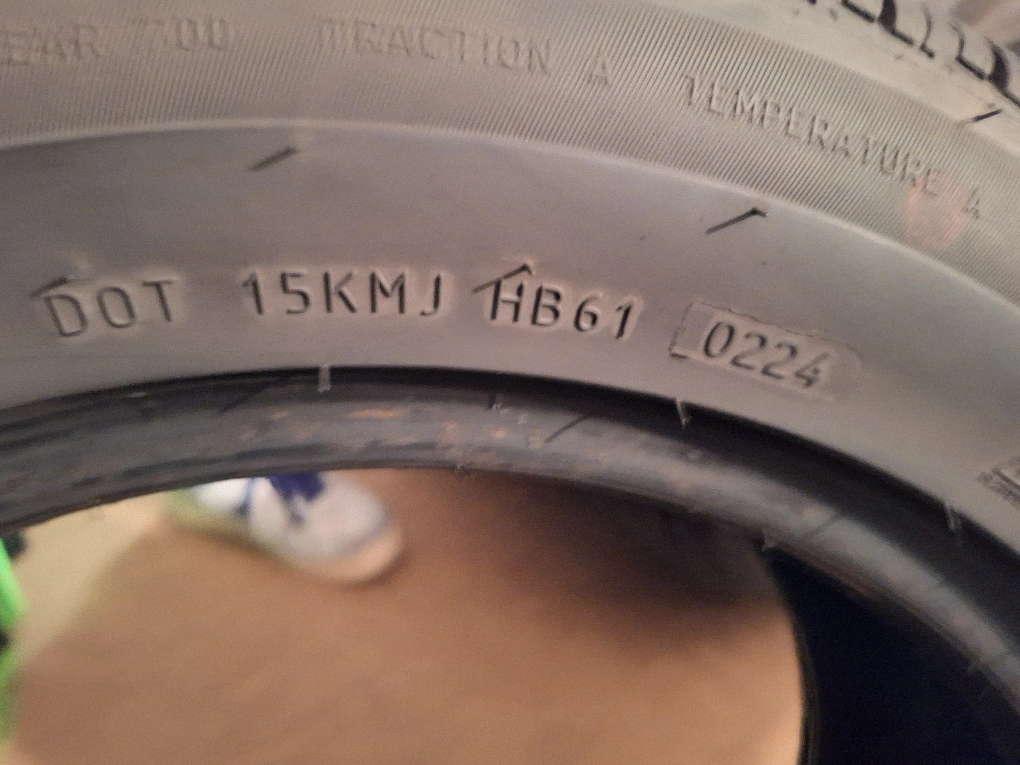 TRACTION A TEMPERATURE A
DOT 15KMJ HB61 0224